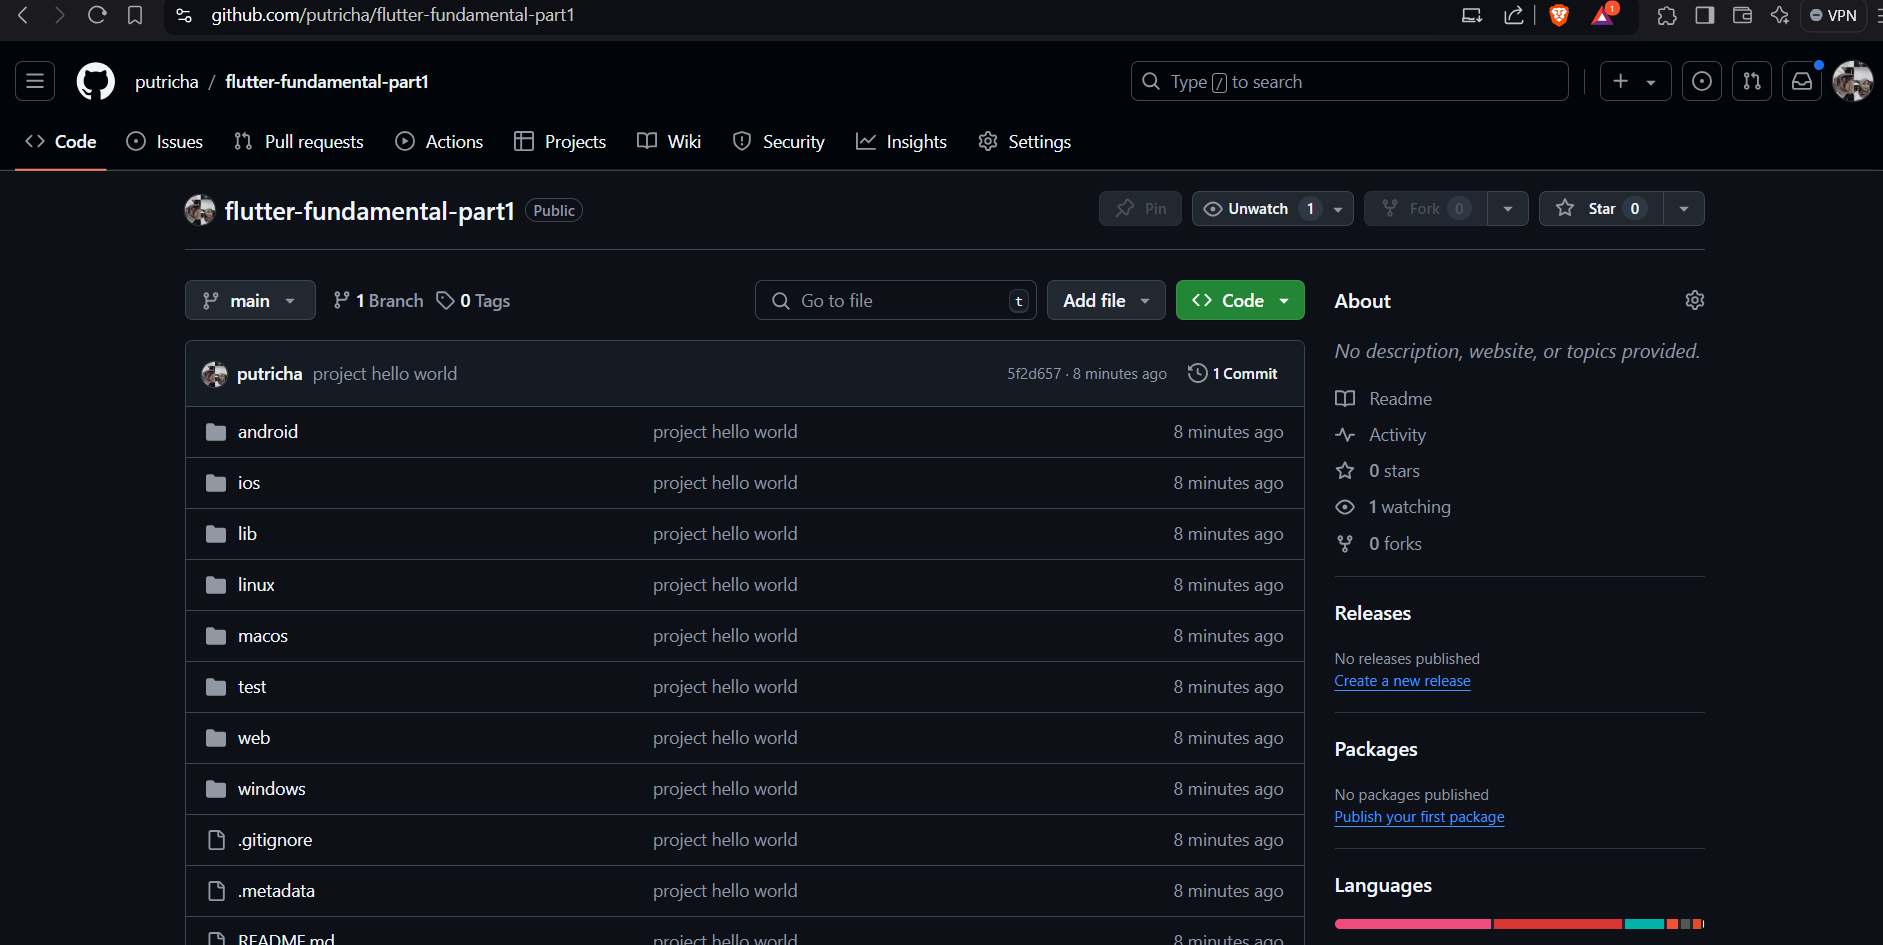 github.com/putricha/flutter-fundamental-part1
1
VPN
putricha / flutter-fundamental-part1
Type / to search
Code Issues Pull requests Actions Projects Wiki Security Insights Settings
flutter-fundamental-part1 Public
Pin Unwatch 1 Fork 0 Star 0
main 1 Branch 0 Tags Go to file t Add file Code
putricha project hello world 5f2d657 · 8 minutes ago 1 Commit
android project hello world 8 minutes ago
ios project hello world 8 minutes ago
lib project hello world 8 minutes ago
linux project hello world 8 minutes ago
macos project hello world 8 minutes ago
test project hello world 8 minutes ago
web project hello world 8 minutes ago
windows project hello world 8 minutes ago
.gitignore project hello world 8 minutes ago
.metadata project hello world 8 minutes ago
README.md project hello world 8 minutes ago
About
No description, website, or topics provided.
Readme
Activity
0 stars
1 watching
0 forks
Releases
No releases published
Create a new release
Packages
No packages published
Publish your first package
Languages